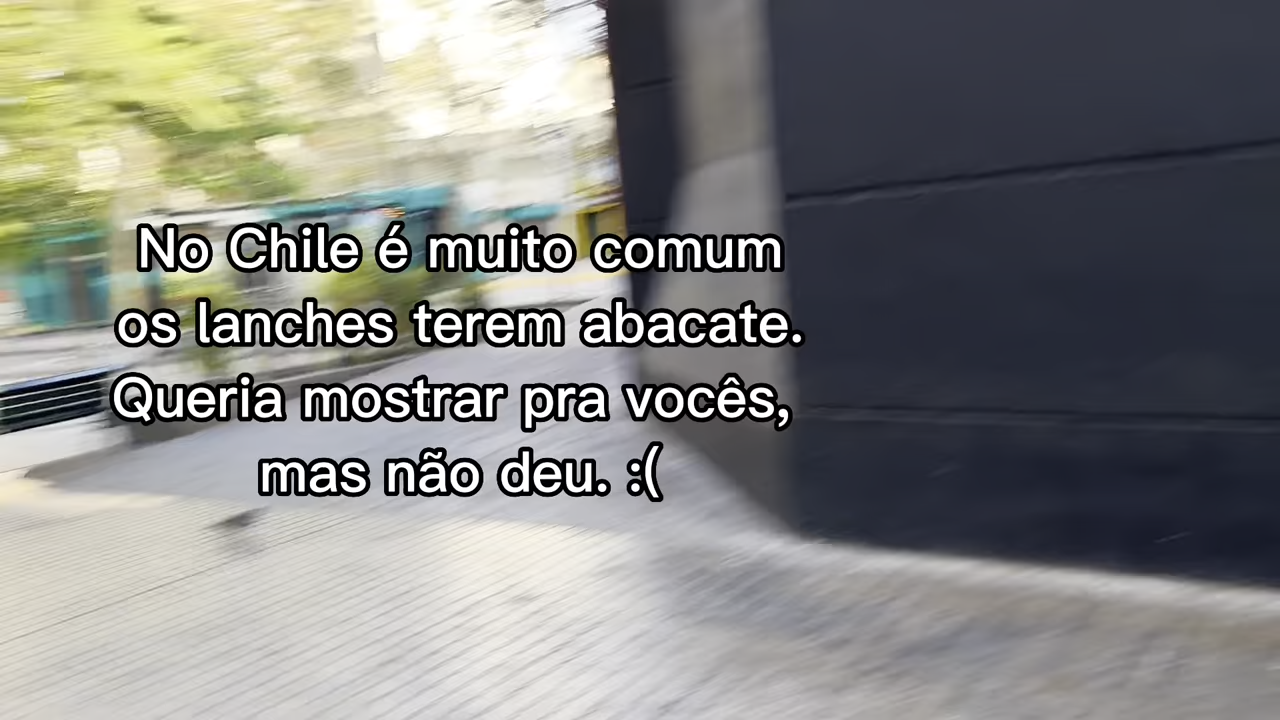 No Chile é muito comum
os lanches terem abacate.
Queria mostrar pra vocês,
mas não deu. :(